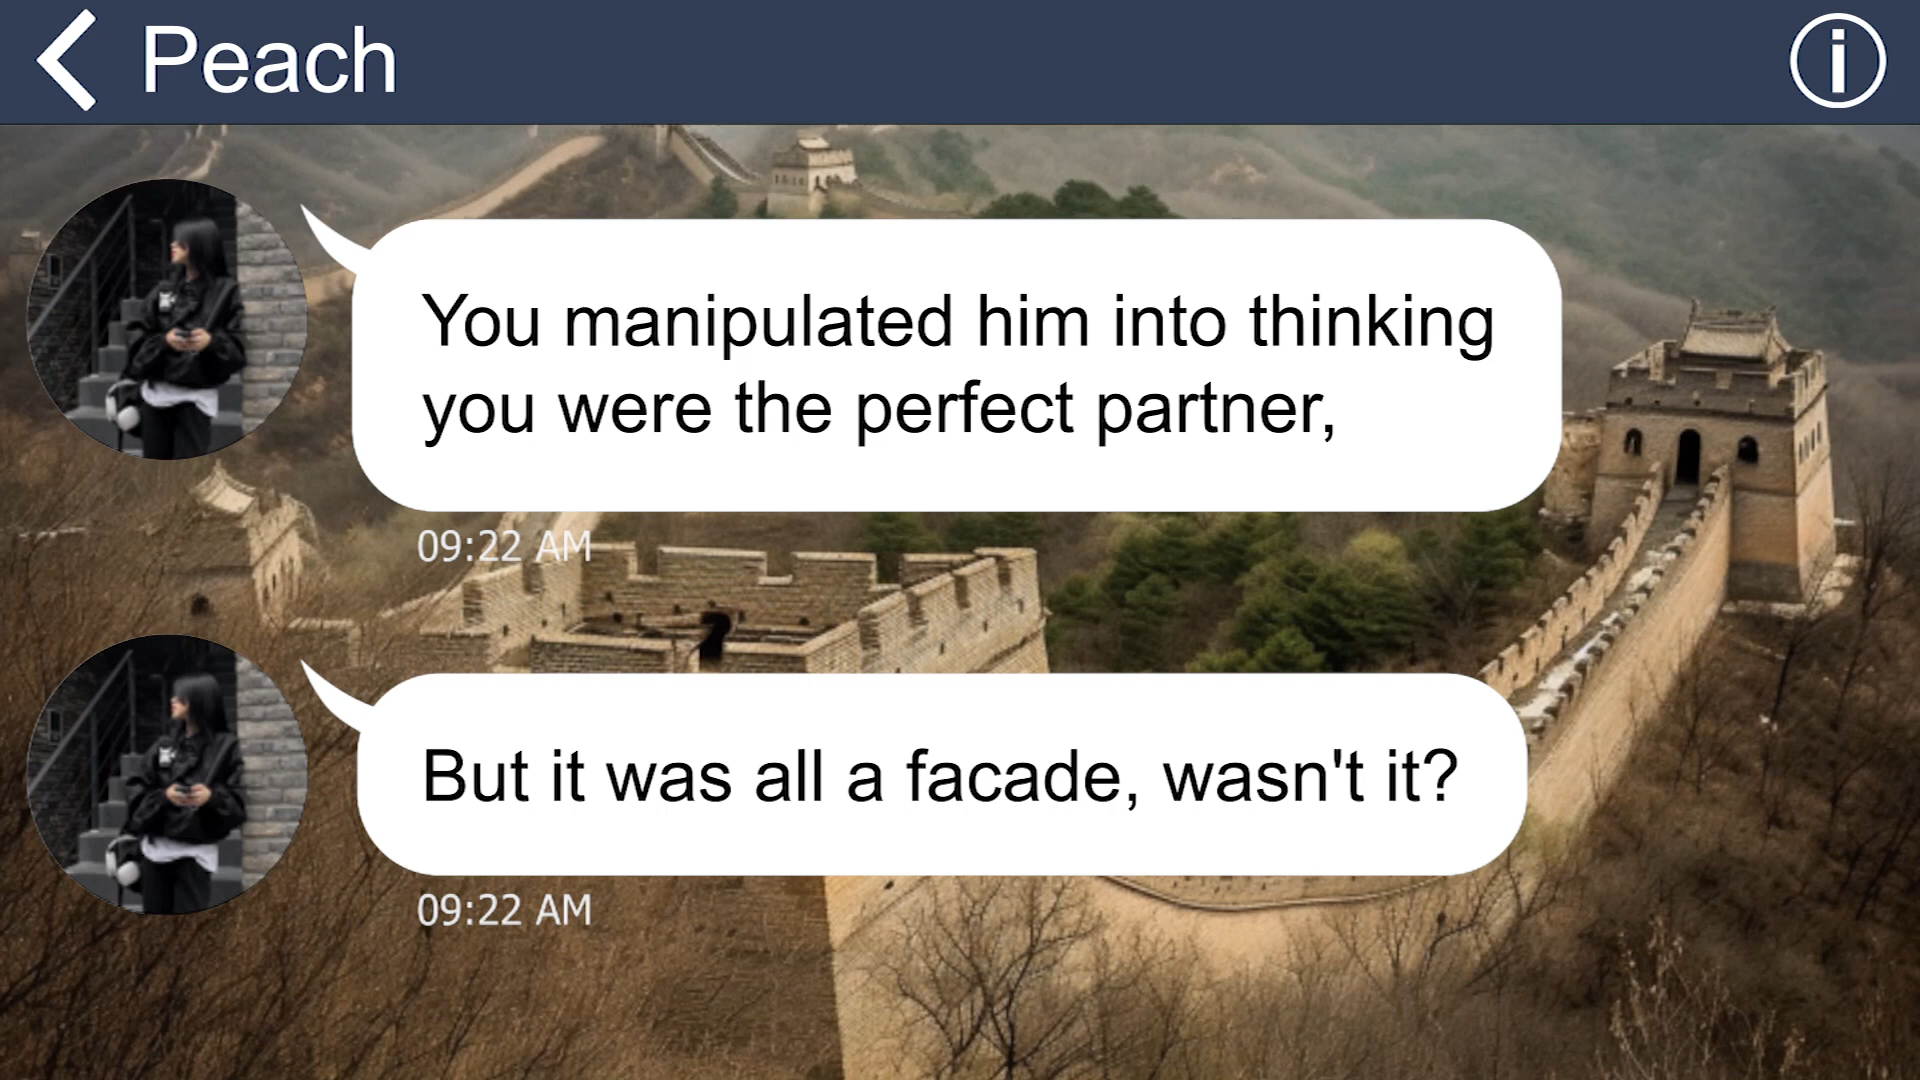 Peach
You manipulated him into thinking
you were the perfect partner,
09:22 AM
But it was all a facade, wasn't it?
09:22 AM